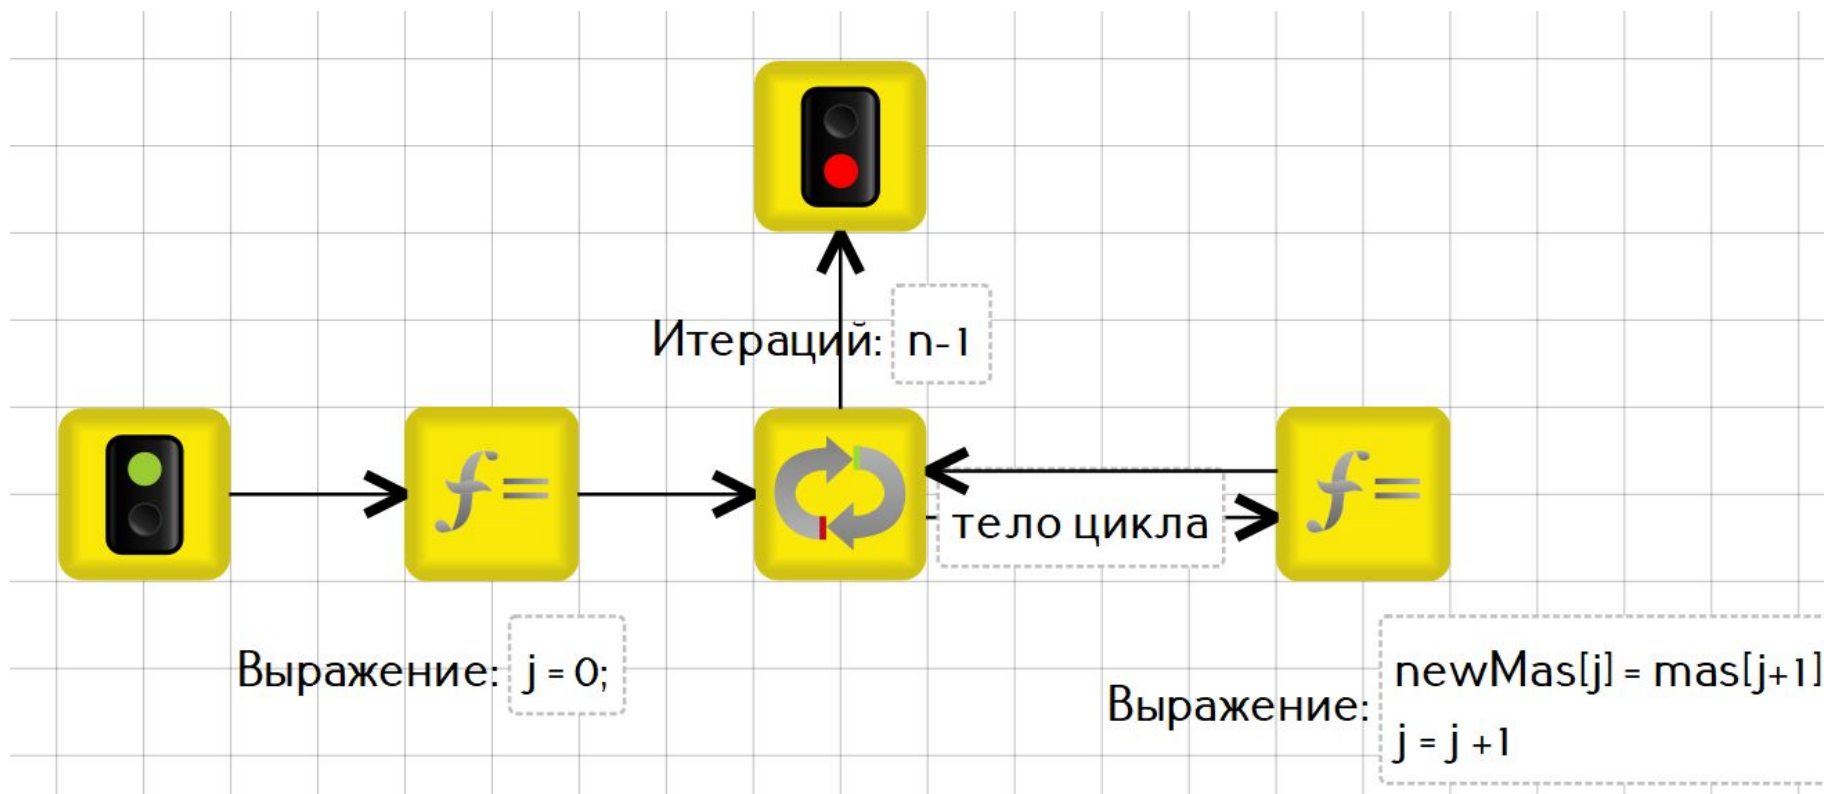 Итераций: n-1
тело цикла
Выражение: j = 0;
Выражение: newMas[j] = mas[j+1]
j = j +1